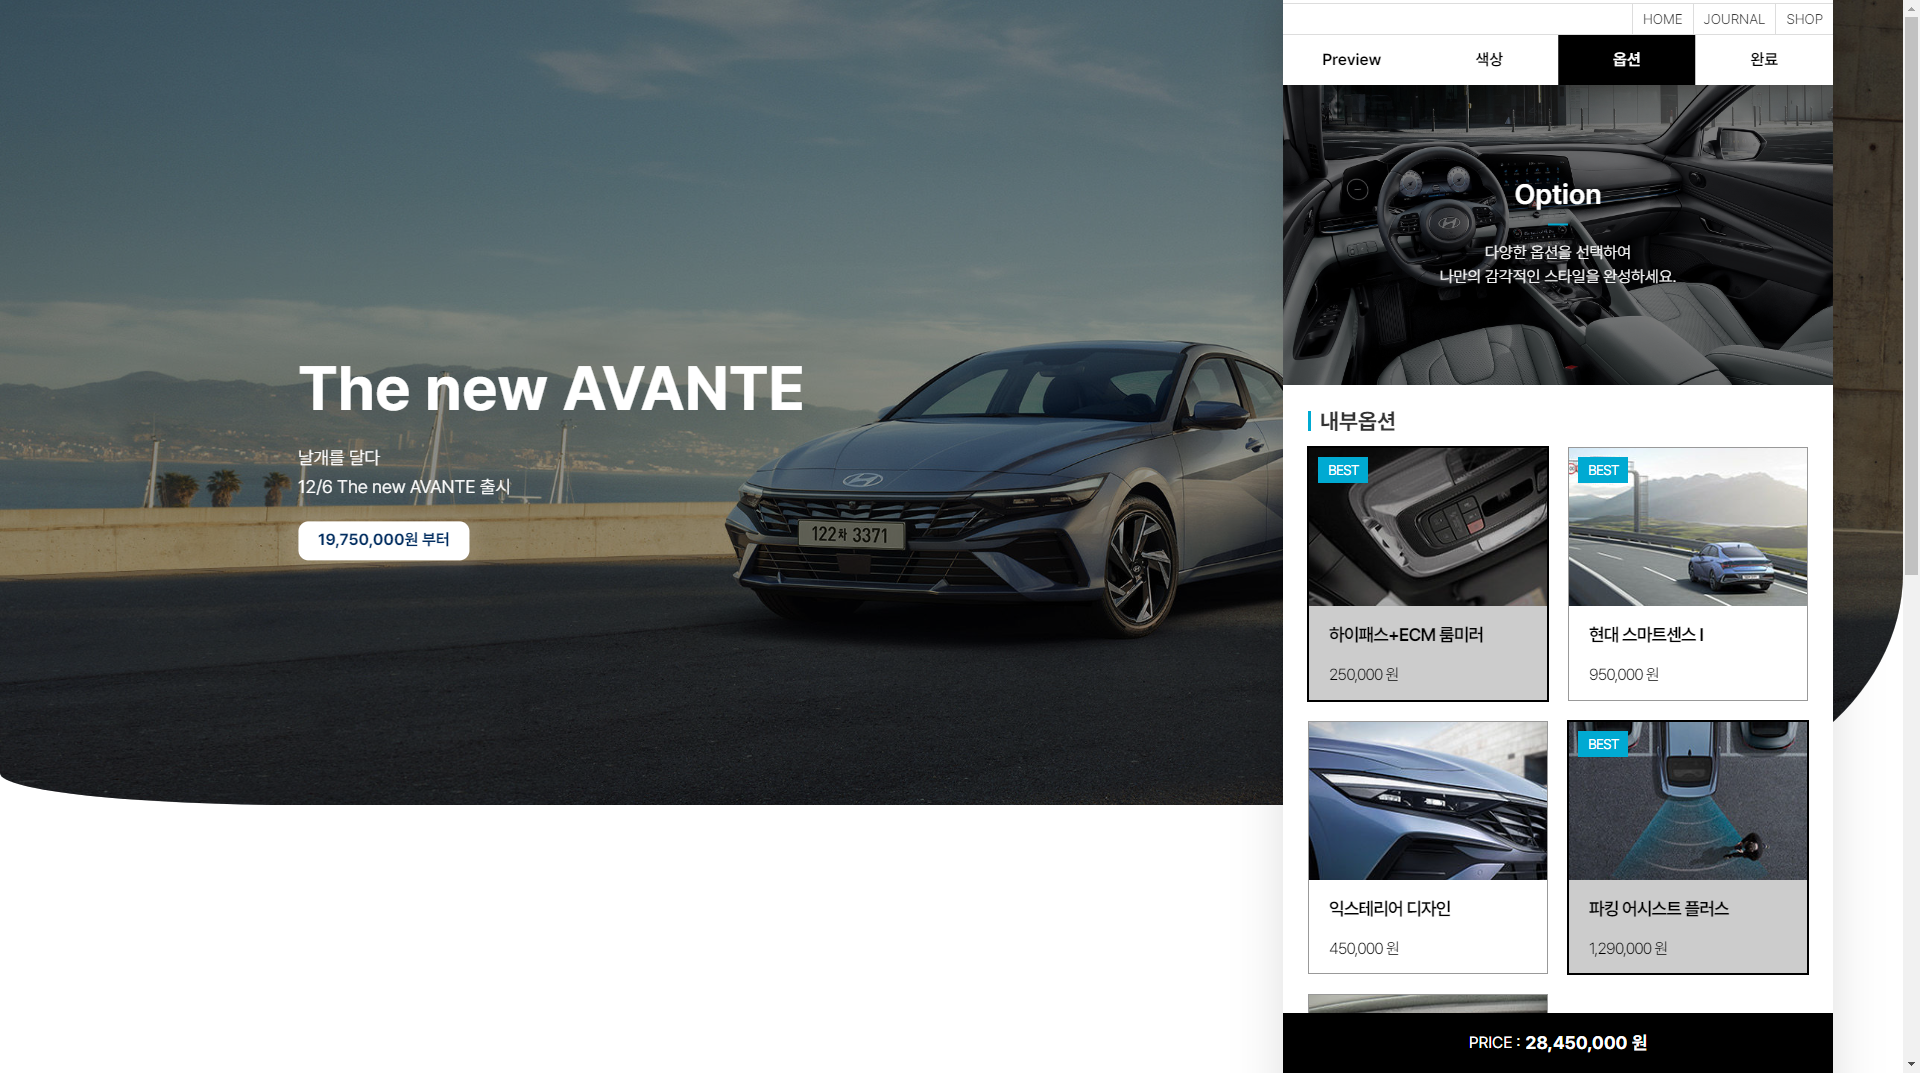 HOME
JOURNAL
SHOP
Preview
색상
옵션
완료
Option
다양한 옵션을 선택하여
나만의 감각적인 스타일을 완성하세요.
The new AVANTE
날개를 달다
12/6 The new AVANTE 출시
19,750,000원 부터
122차 3371
내부옵션
BEST
하이패스+ECM 룸미러
250,000 원
BEST
현대 스마트센스 I
950,000 원
익스테리어 디자인
450,000 원
BEST
파킹 어시스트 플러스
1,290,000 원
PRICE : 28,450,000 원